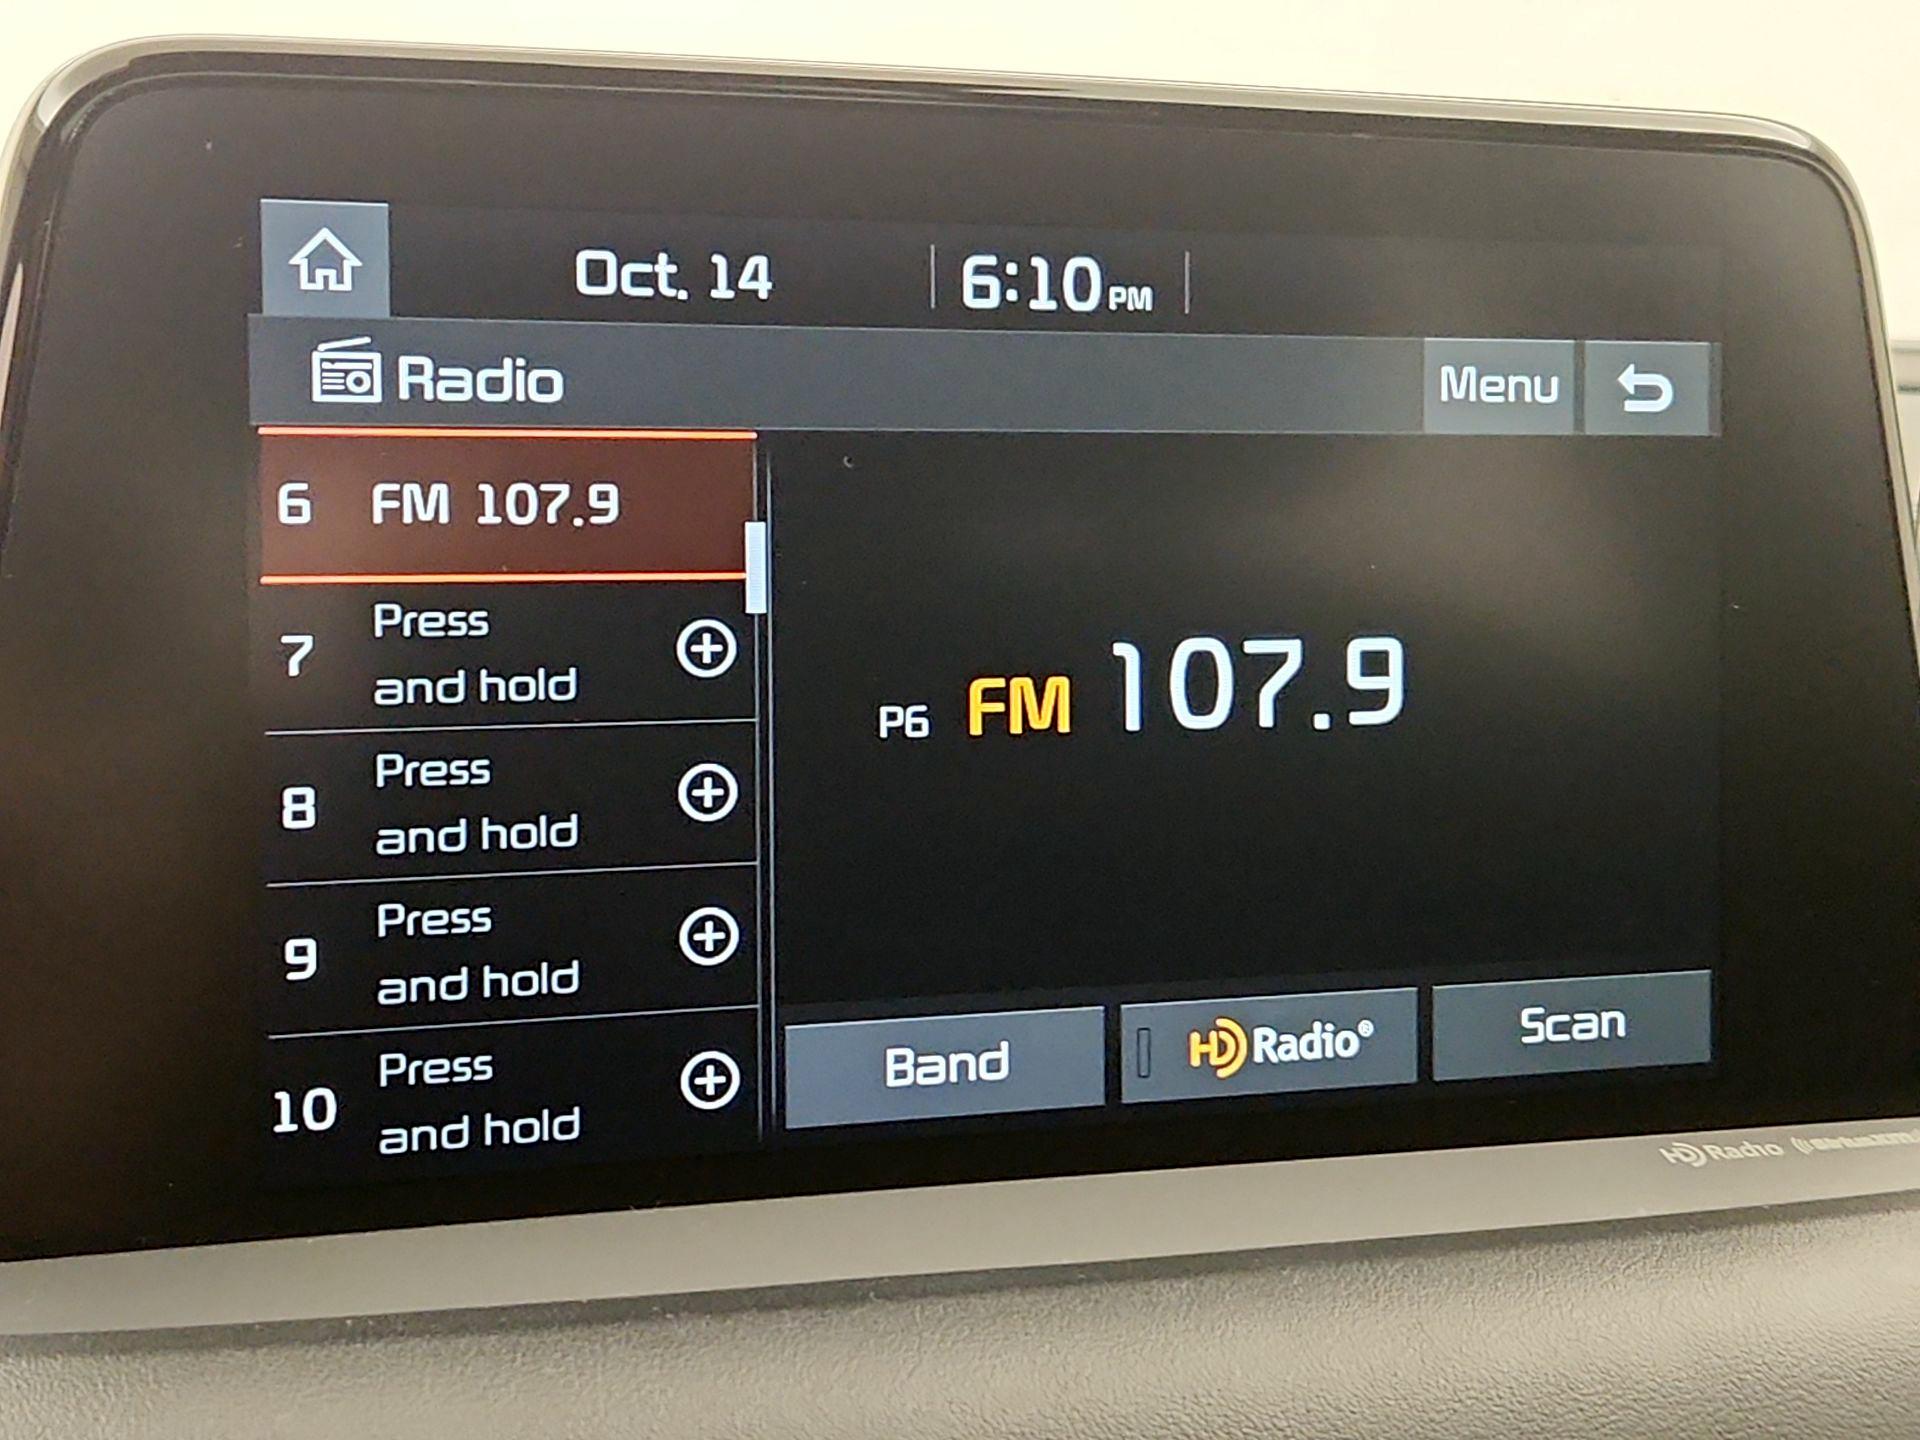 Oct. 14
6:10 PM
Radio
Menu
6 FM 107.9
7 Press
and hold
8 Press
and hold
9 Press
and hold
10 Press
and hold
P6 FM 107.9
Band
HD Radio®
Scan
HD Radio